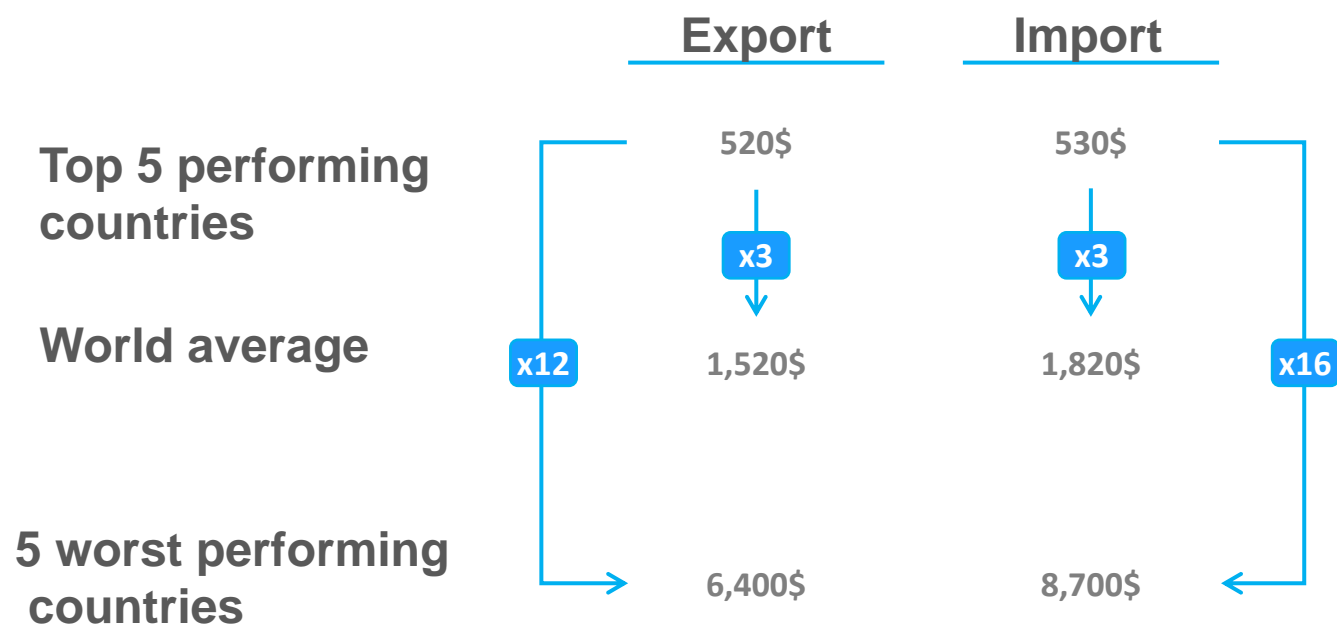 Export Import
520$ 530$
Top 5 performing
countries
x3 x3
World average
x12 1,520$ 1,820$ x16
5 worst performing
countries
6,400$ 8,700$